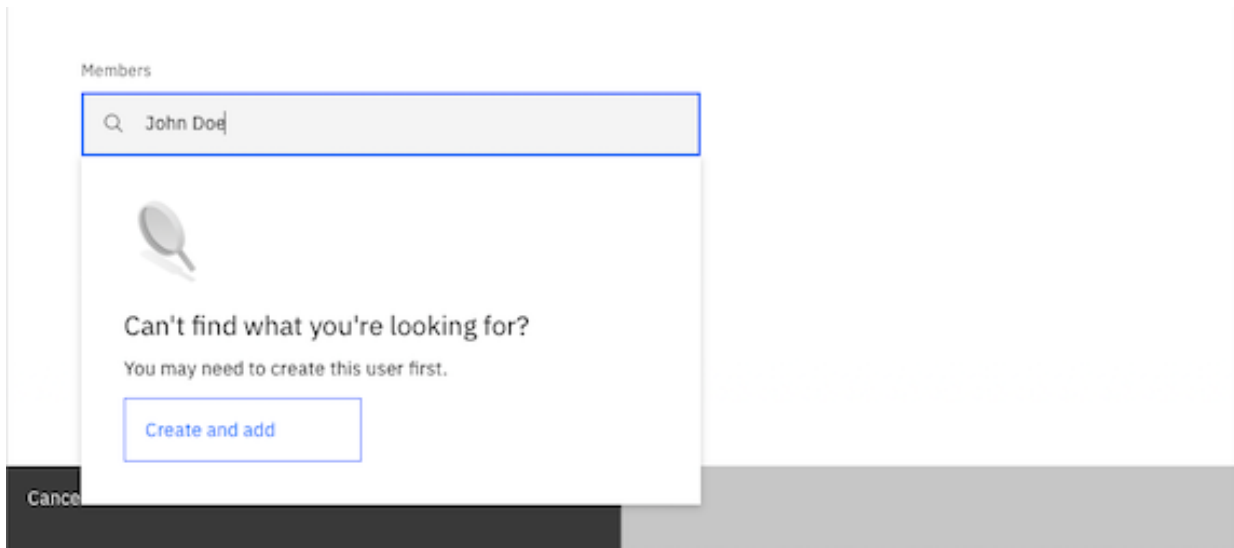 Members
John Doe
Can't find what you're looking for?
You may need to create this user first.
Create and add
Cance